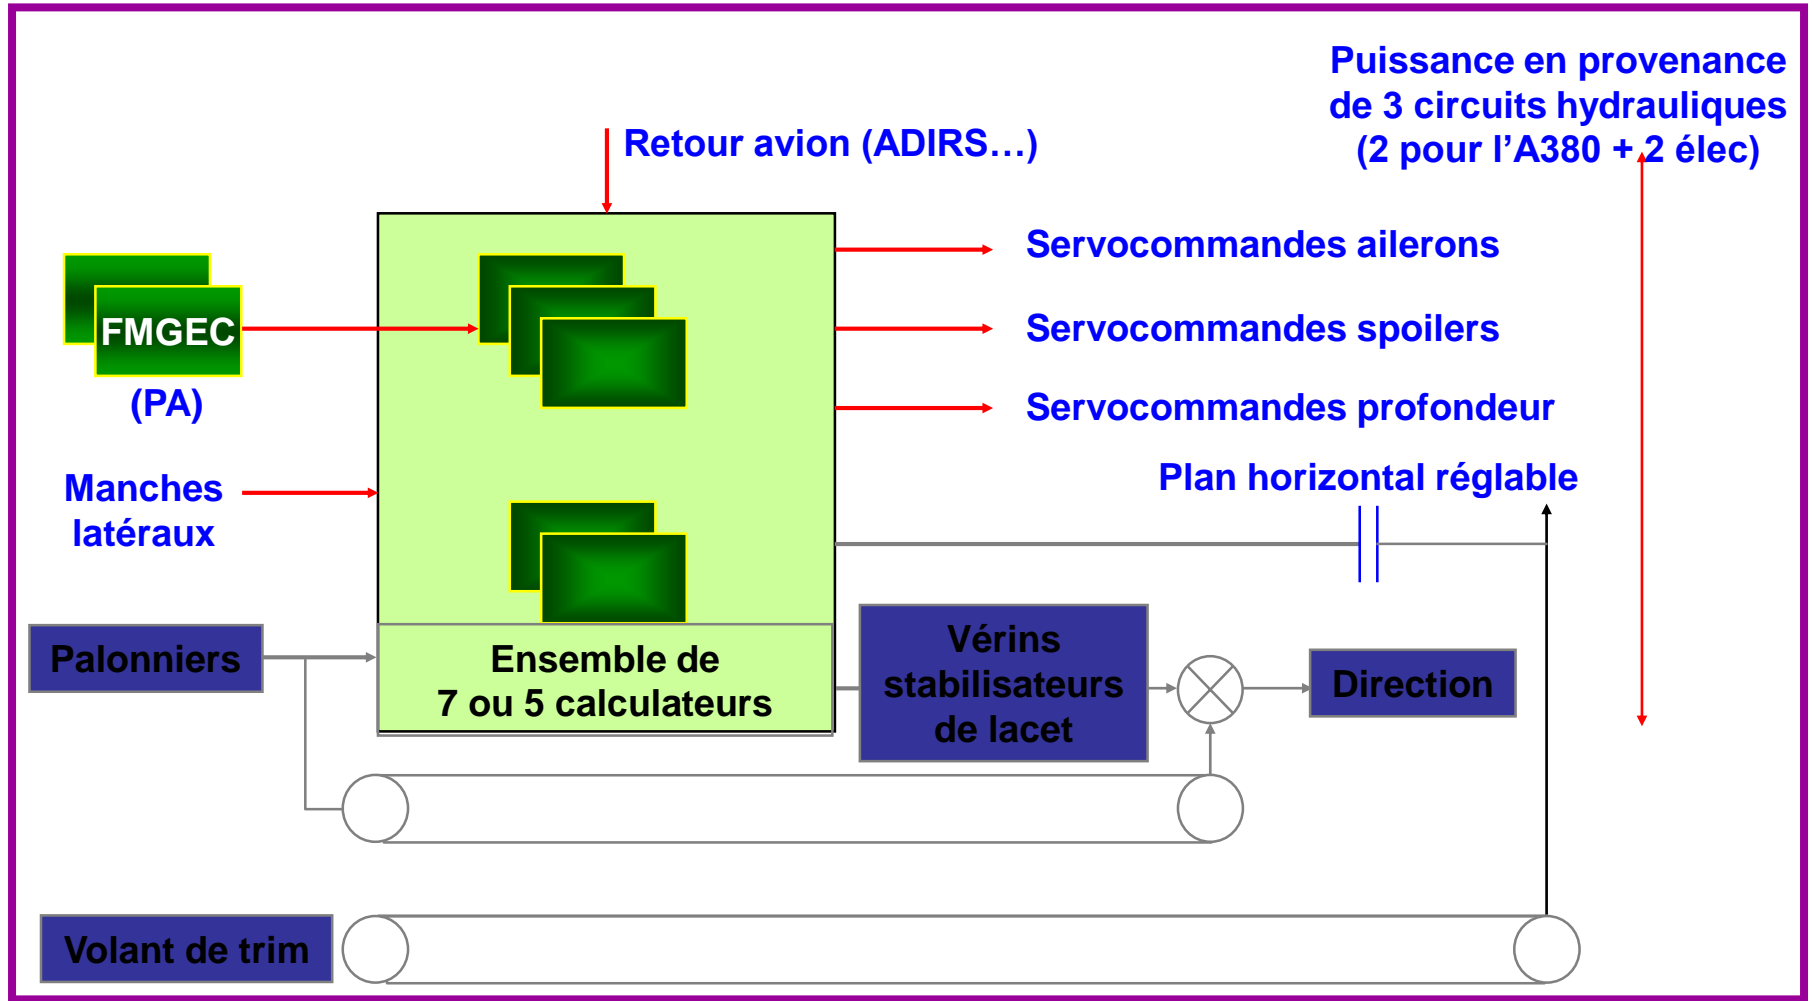 Puissance en provenance
de 3 circuits hydrauliques
(2 pour l’A380 + 2 élec)
Retour avion (ADIRS…)
Servocommandes ailerons
FMGEC
(PA)
Servocommandes spoilers
Servocommandes profondeur
Manches
latéraux
Plan horizontal réglable
Palonniers
Ensemble de
7 ou 5 calculateurs
Vérins
stabilisateurs
de lacet
Direction
Volant de trim